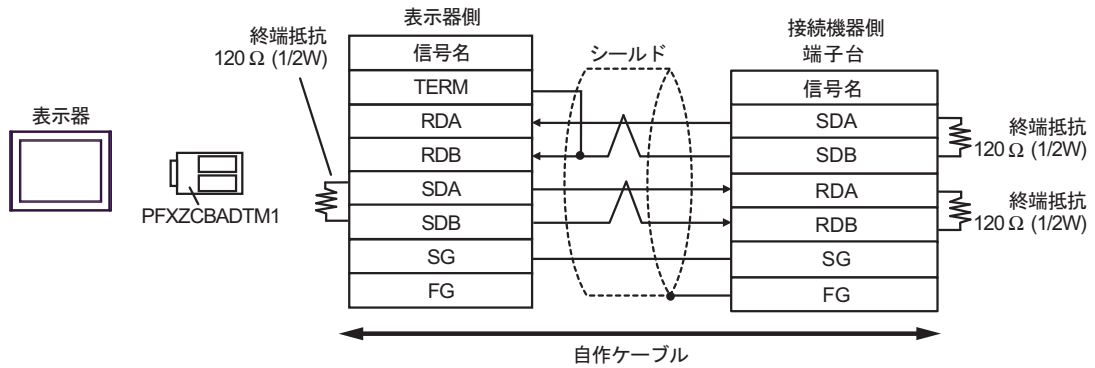 表示器
PFXZCBADTM1
終端抵抗
120 Ω (1/2W)
表示器側
信号名
TERM
RDA
RDB
SDA
SDB
SG
FG
シールド
接続機器側
端子台
信号名
SDA
SDB
RDA
RDB
SG
FG
終端抵抗
120 Ω (1/2W)
終端抵抗
120 Ω (1/2W)
自作ケーブル